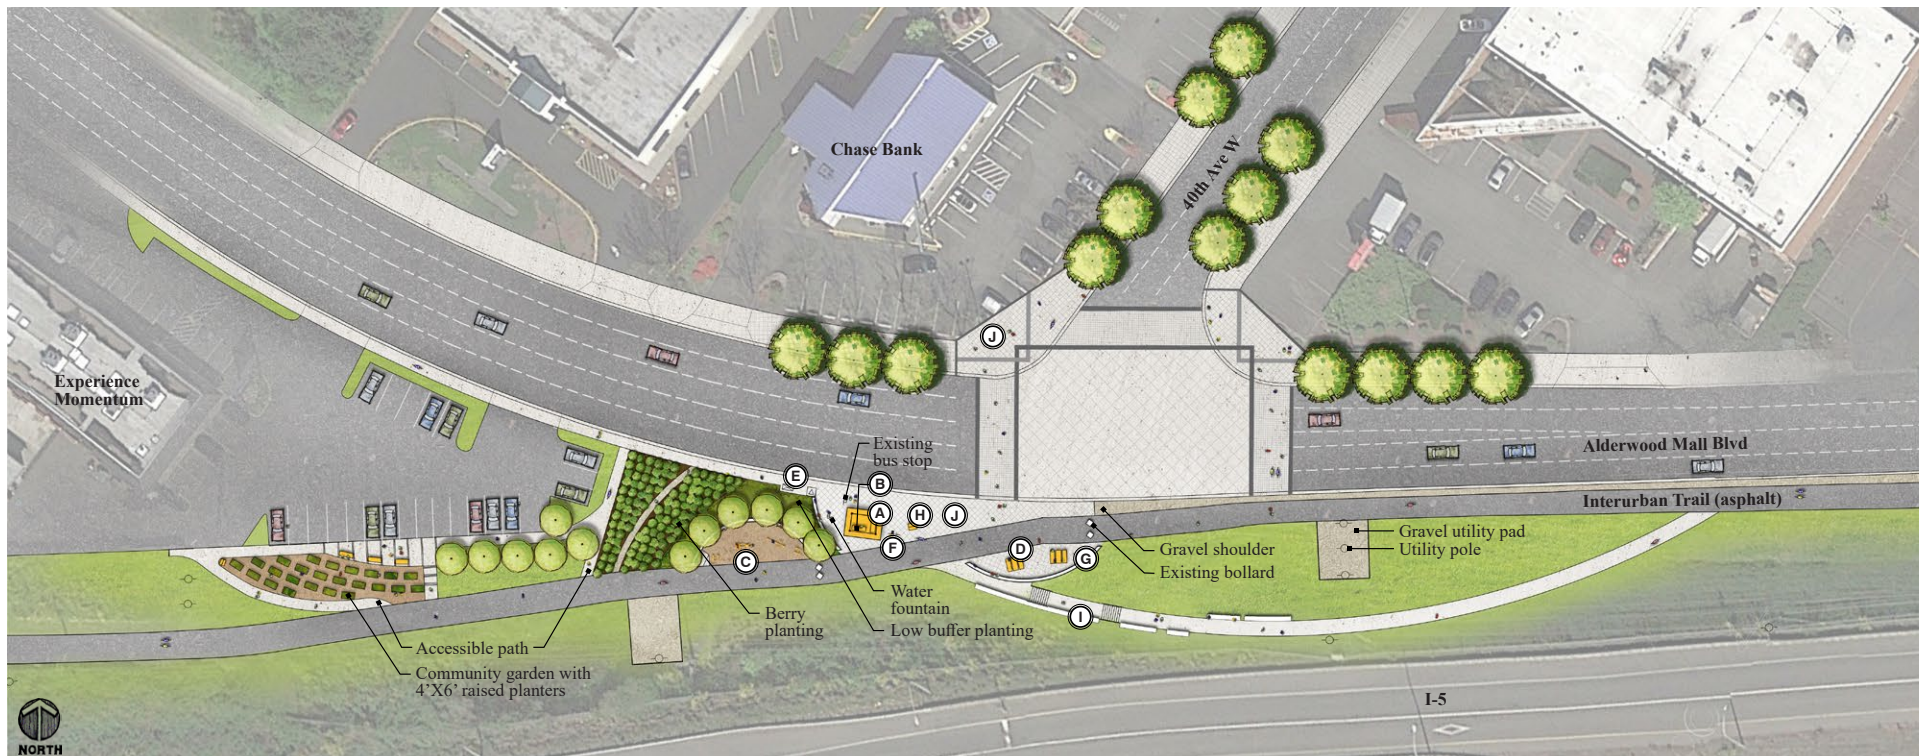 Chase Bank
40th Ave W
J
Experience
Momentum
Existing
bus stop
Alderwood Mall Blvd
E
B
A
H
J
Interurban Trail (asphalt)
F
D
G
C
Gravel shoulder
Existing bollard
Gravel utility pad
Utility pole
Water
fountain
Low buffer planting
Berry
planting
I
Accessible path
Community garden with
4'X6' raised planters
I-5
NORTH